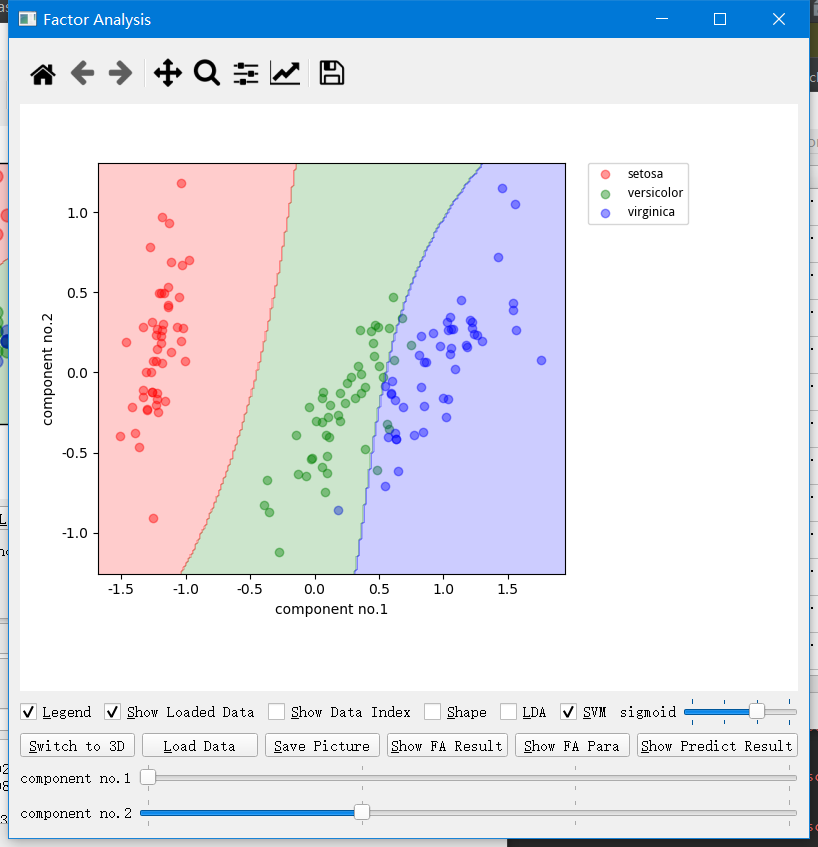 Factor Analysis
setosa
versicolor
virginica
1.0
0.5
0.0
-0.5
-1.0
component no.2
-1.5
-1.0
-0.5
0.0
0.5
1.0
1.5
component no.1
Legend Show Loaded Data Show Data Index Shape LDA SVM sigmoid
Switch to 3D Load Data Save Picture Show FA Result Show FA Para Show Predict Result
component no.1
component no.2